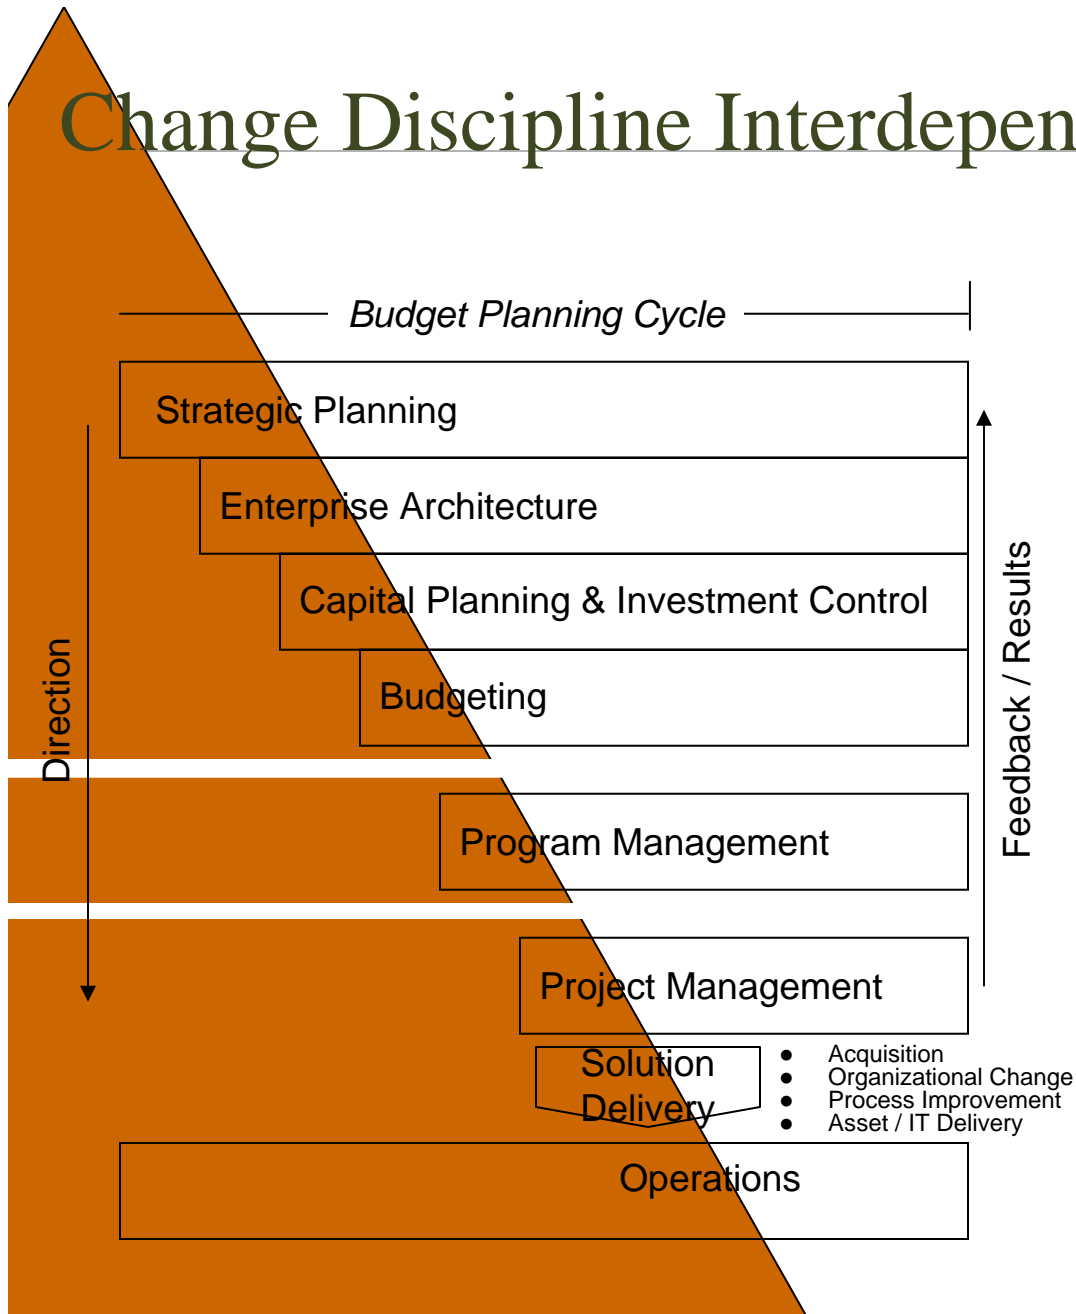 Change Discipline Interdepen
Budget Planning Cycle
Strategic Planning
Enterprise Architecture
Capital Planning & Investment Control
Budgeting
Direction
Feedback / Results
Program Management
Project Management
Solution
Delivery
● Acquisition
● Organizational Change
● Process Improvement
● Asset / IT Delivery
Operations